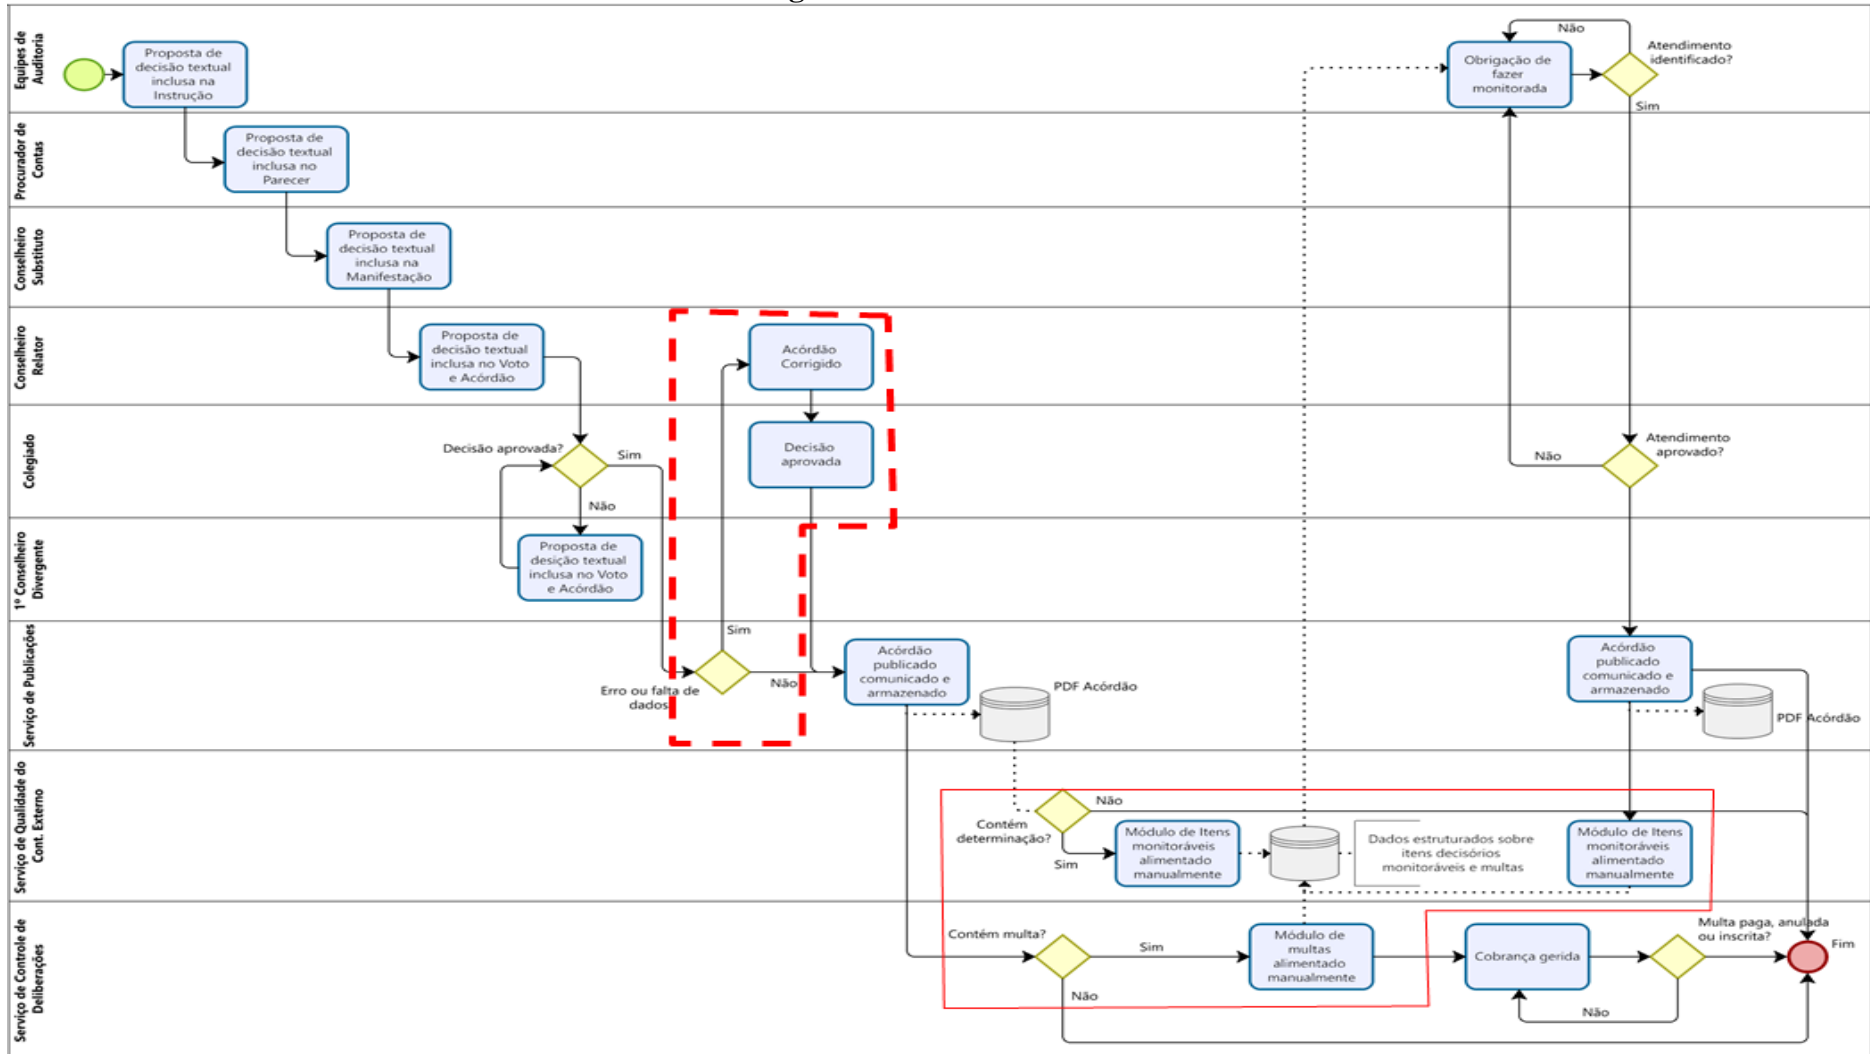 Equipes de
Auditoria
Proposta de
decisão textual
inclusa na
Instrução
Obrigação de
fazer
monitorada
Não
Atendimento
identificado?
Sim
Procurador de
Contas
Proposta de
decisão textual
inclusa no
Parecer
Conselheiro
Substituto
Proposta de
decisão textual
inclusa na
Manifestação
Conselheiro
Relator
Proposta de
decisão textual
inclusa no Voto
e Acórdão
Acórdão
Corrigido
Colegiado
Decisão aprovada?
Sim
Não
Decisão
aprovada
Atendimento
aprovado?
Não
1º Conselheiro
Divergente
Proposta de
desição textual
inclusa no Voto
e Acórdão
Serviço de Publicações
Sim
Erro ou falta de
dados
Não
Acórdão
publicado
comunicado e
armazenado
PDF Acórdão
Acórdão
publicado
comunicado e
armazenado
PDF Acórdão
Serviço de Qualidade do
Cont. Externo
Contém
determinação?
Não
Sim
Módulo de Itens
monitoráveis
alimentado
manualmente
Dados estruturados sobre
itens decisórios
monitoráveis e multas
Módulo de Itens
monitoráveis
alimentado
manualmente
Serviço de Controle de
Deliberações
Contém multa?
Sim
Não
Módulo de
multas
alimentado
manualmente
Cobrança gerida
Multa paga, anulada
ou inscrita?
Não
Fim